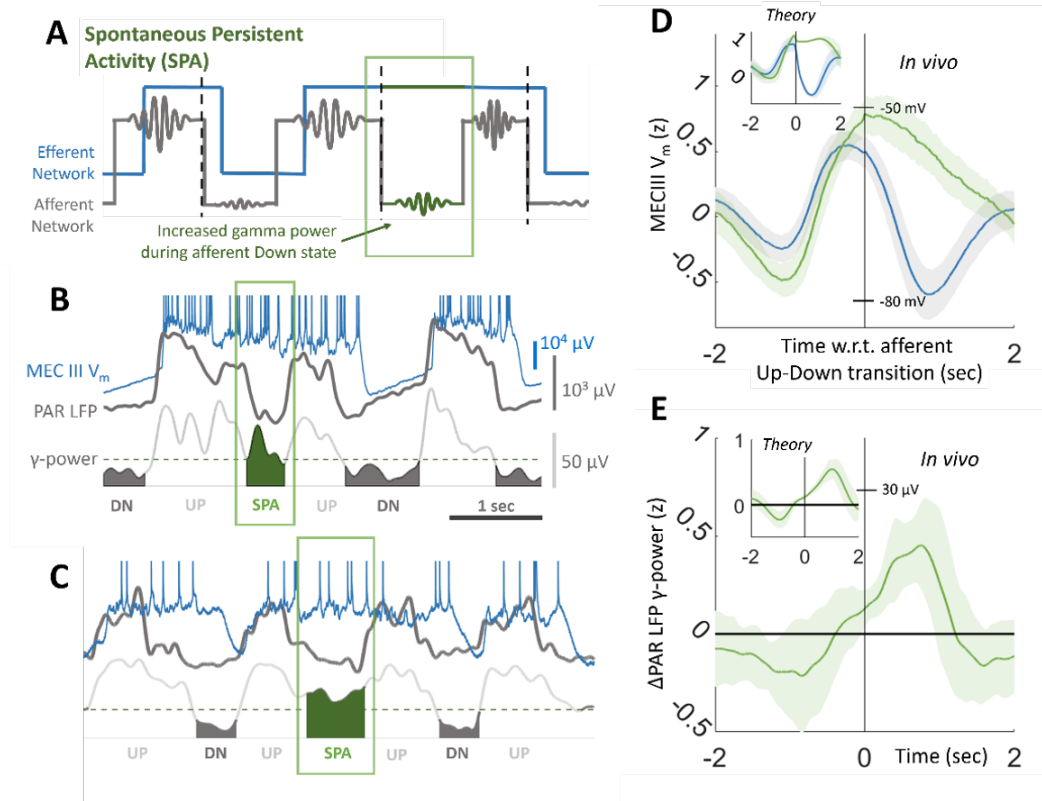 A
Spontaneous Persistent
Activity (SPA)
Efferent
Network
Afferent
Network
Increased gamma power
during afferent Down state
B
MEC III Vm
PAR LFP
γ-power
10⁴ μV
10³ μV
50 μV
DN
UP
SPA
UP
DN
1 sec
C
UP
DN
UP
SPA
UP
DN
UP
D
Theory
In vivo
1
0
-2
0
2
-50 mV
-80 mV
1
0.5
0
-0.5
MECIII Vm (z)
-2
2
Time w.r.t. afferent
Up-Down transition (sec)
E
Theory
In vivo
1
0
-2
0
2
30 μV
1
0.5
0
-0.5
ΔPAR LFP γ-power (z)
-2
0
Time (sec)
2